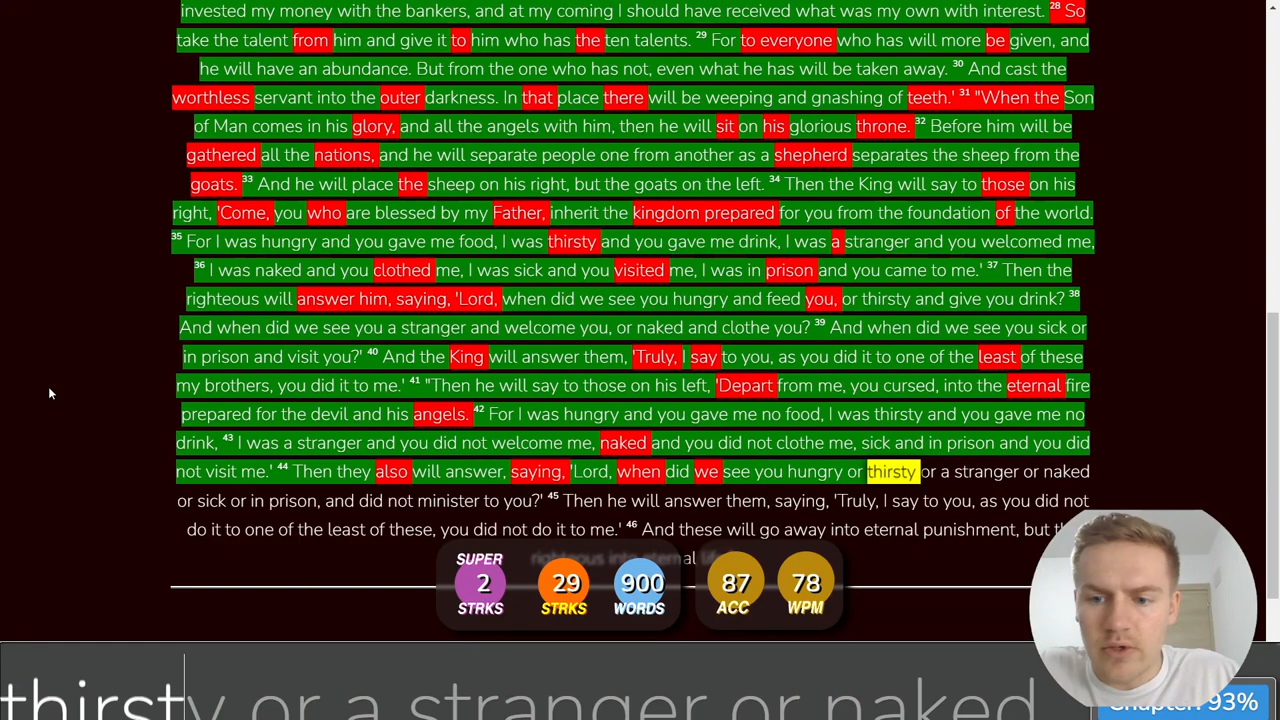 invested my money with the bankers, and at my coming I should have received what was my own with interest. 28 So
take the talent from him and give it to him who has the ten talents. 29 For to everyone who has will more be given, and
he will have an abundance. But from the one who has not, even what he has will be taken away. 30 And cast the
worthless servant into the outer darkness. In that place there will be weeping and gnashing of teeth.' 31 "When the Son
of Man comes in his glory, and all the angels with him, then he will sit on his glorious throne. 32 Before him will be
gathered all the nations, and he will separate people one from another as a shepherd separates the sheep from the
goats. 33 And he will place the sheep on his right, but the goats on the left. 34 Then the King will say to those on his
right, 'Come, you who are blessed by my Father, inherit the kingdom prepared for you from the foundation of the world.
35 For I was hungry and you gave me food, I was thirsty and you gave me drink, I was a stranger and you welcomed me,
36 I was naked and you clothed me, I was sick and you visited me, I was in prison and you came to me.' 37 Then the
righteous will answer him, saying, 'Lord, when did we see you hungry and feed you, or thirsty and give you drink? 38
And when did we see you a stranger and welcome you, or naked and clothe you? 39 And when did we see you sick or
in prison and visit you?' 40 And the King will answer them, 'Truly, I say to you, as you did it to one of the least of these
my brothers, you did it to me.' 41 "Then he will say to those on his left, 'Depart from me, you cursed, into the eternal fire
prepared for the devil and his angels. 42 For I was hungry and you gave me no food, I was thirsty and you gave me no
drink, 43 I was a stranger and you did not welcome me, naked and you did not clothe me, sick and in prison and you did
not visit me.' 44 Then they also will answer, saying, 'Lord, when did we see you hungry or thirsty or a stranger or naked
or sick or in prison, and did not minister to you?' 45 Then he will answer them, saying, 'Truly, I say to you, as you did not
do it to one of the least of these, you did not do it to me.' 46 And these will go away into eternal punishment, but
righteous into eternal
SUPER 2 STRKS
29 STRKS
900 WORDS
87 ACC
78 WPM
thirsty or a stranger or naked
Chapter: 93%